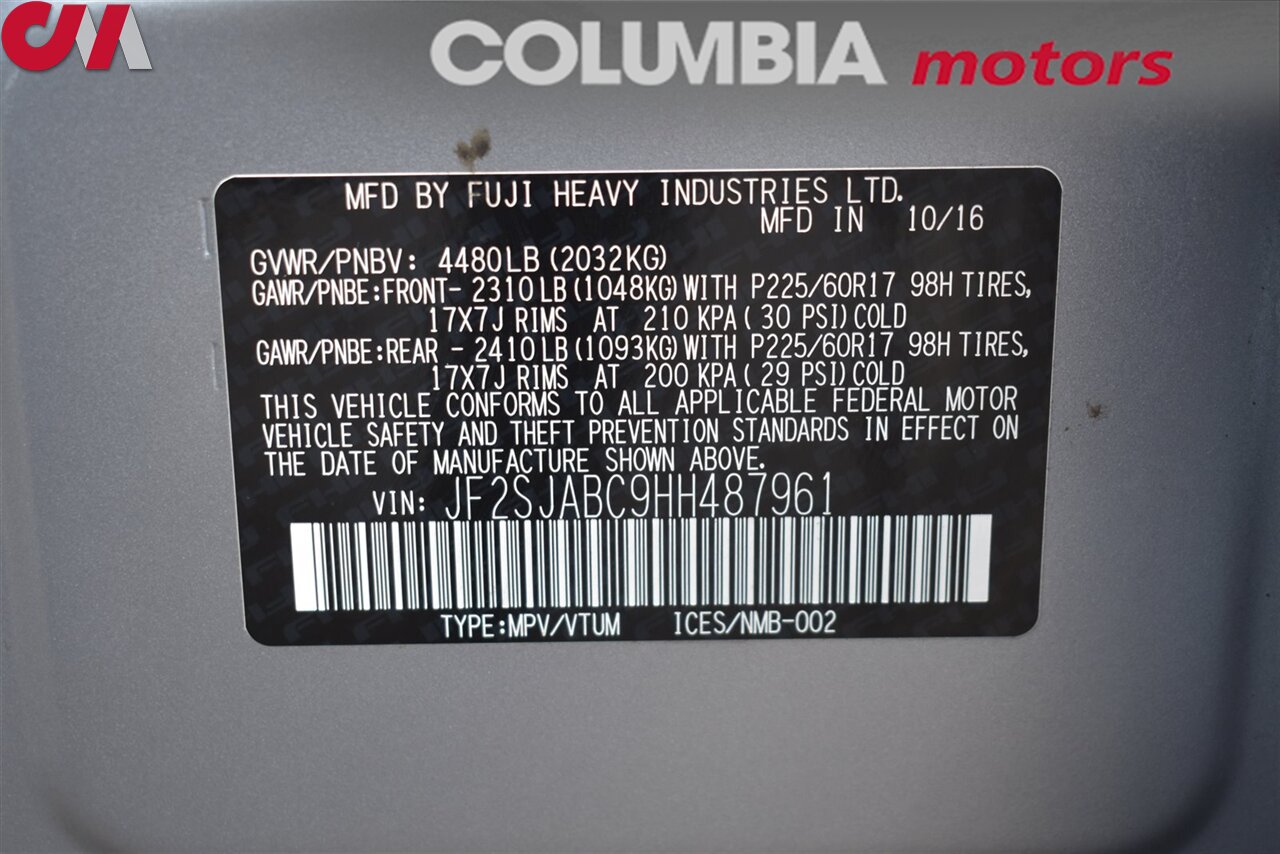 CM
COLUMBIA motors
MFD BY FUJI HEAVY INDUSTRIES LTD.
MFD IN 10/16
GVWR/PNBV: 4480LB (2032KG)
GAWR/PNBE:FRONT- 2310LB (1048KG) WITH P225/60R17 98H TIRES,
17X7J RIMS AT 210 KPA( 30 PSI) COLD
GAWR/PNBE:REAR - 2410LB (1093KG) WITH P225/60R17 98H TIRES,
17X7J RIMS AT 200 KPA( 29 PSI) COLD
THIS VEHICLE CONFORMS TO ALL APPLICABLE FEDERAL MOTOR
VEHICLE SAFETY AND THEFT PREVENTION STANDARDS IN EFFECT ON
THE DATE OF MANUFACTURE SHOWN ABOVE.
VIN: JF2SJABC9HH487961
TYPE:MPV/VTUM ICES/NMB-002